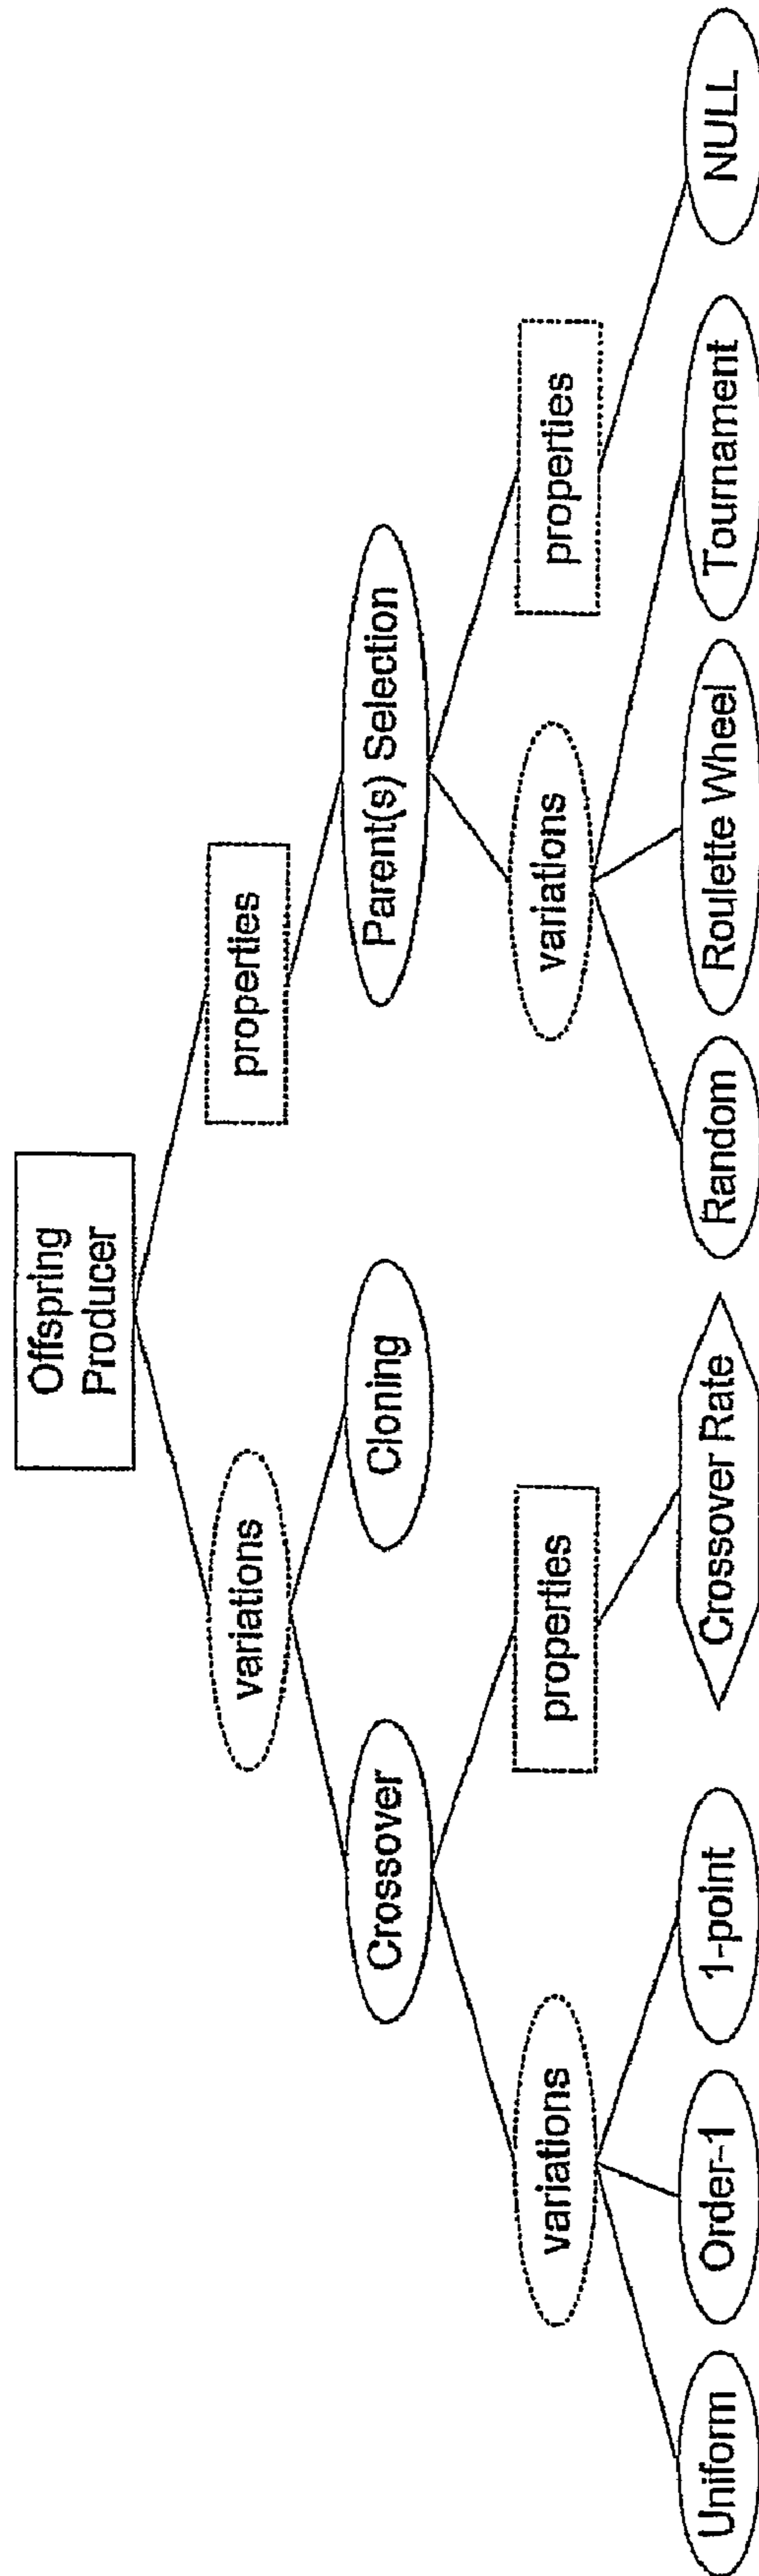 Offspring
Producer
variations
properties
Crossover
Cloning
Parent(s) Selection
variations
properties
variations
properties
Uniform
Order-1
1-point
Crossover Rate
Random
Roulette Wheel
Tournament
NULL